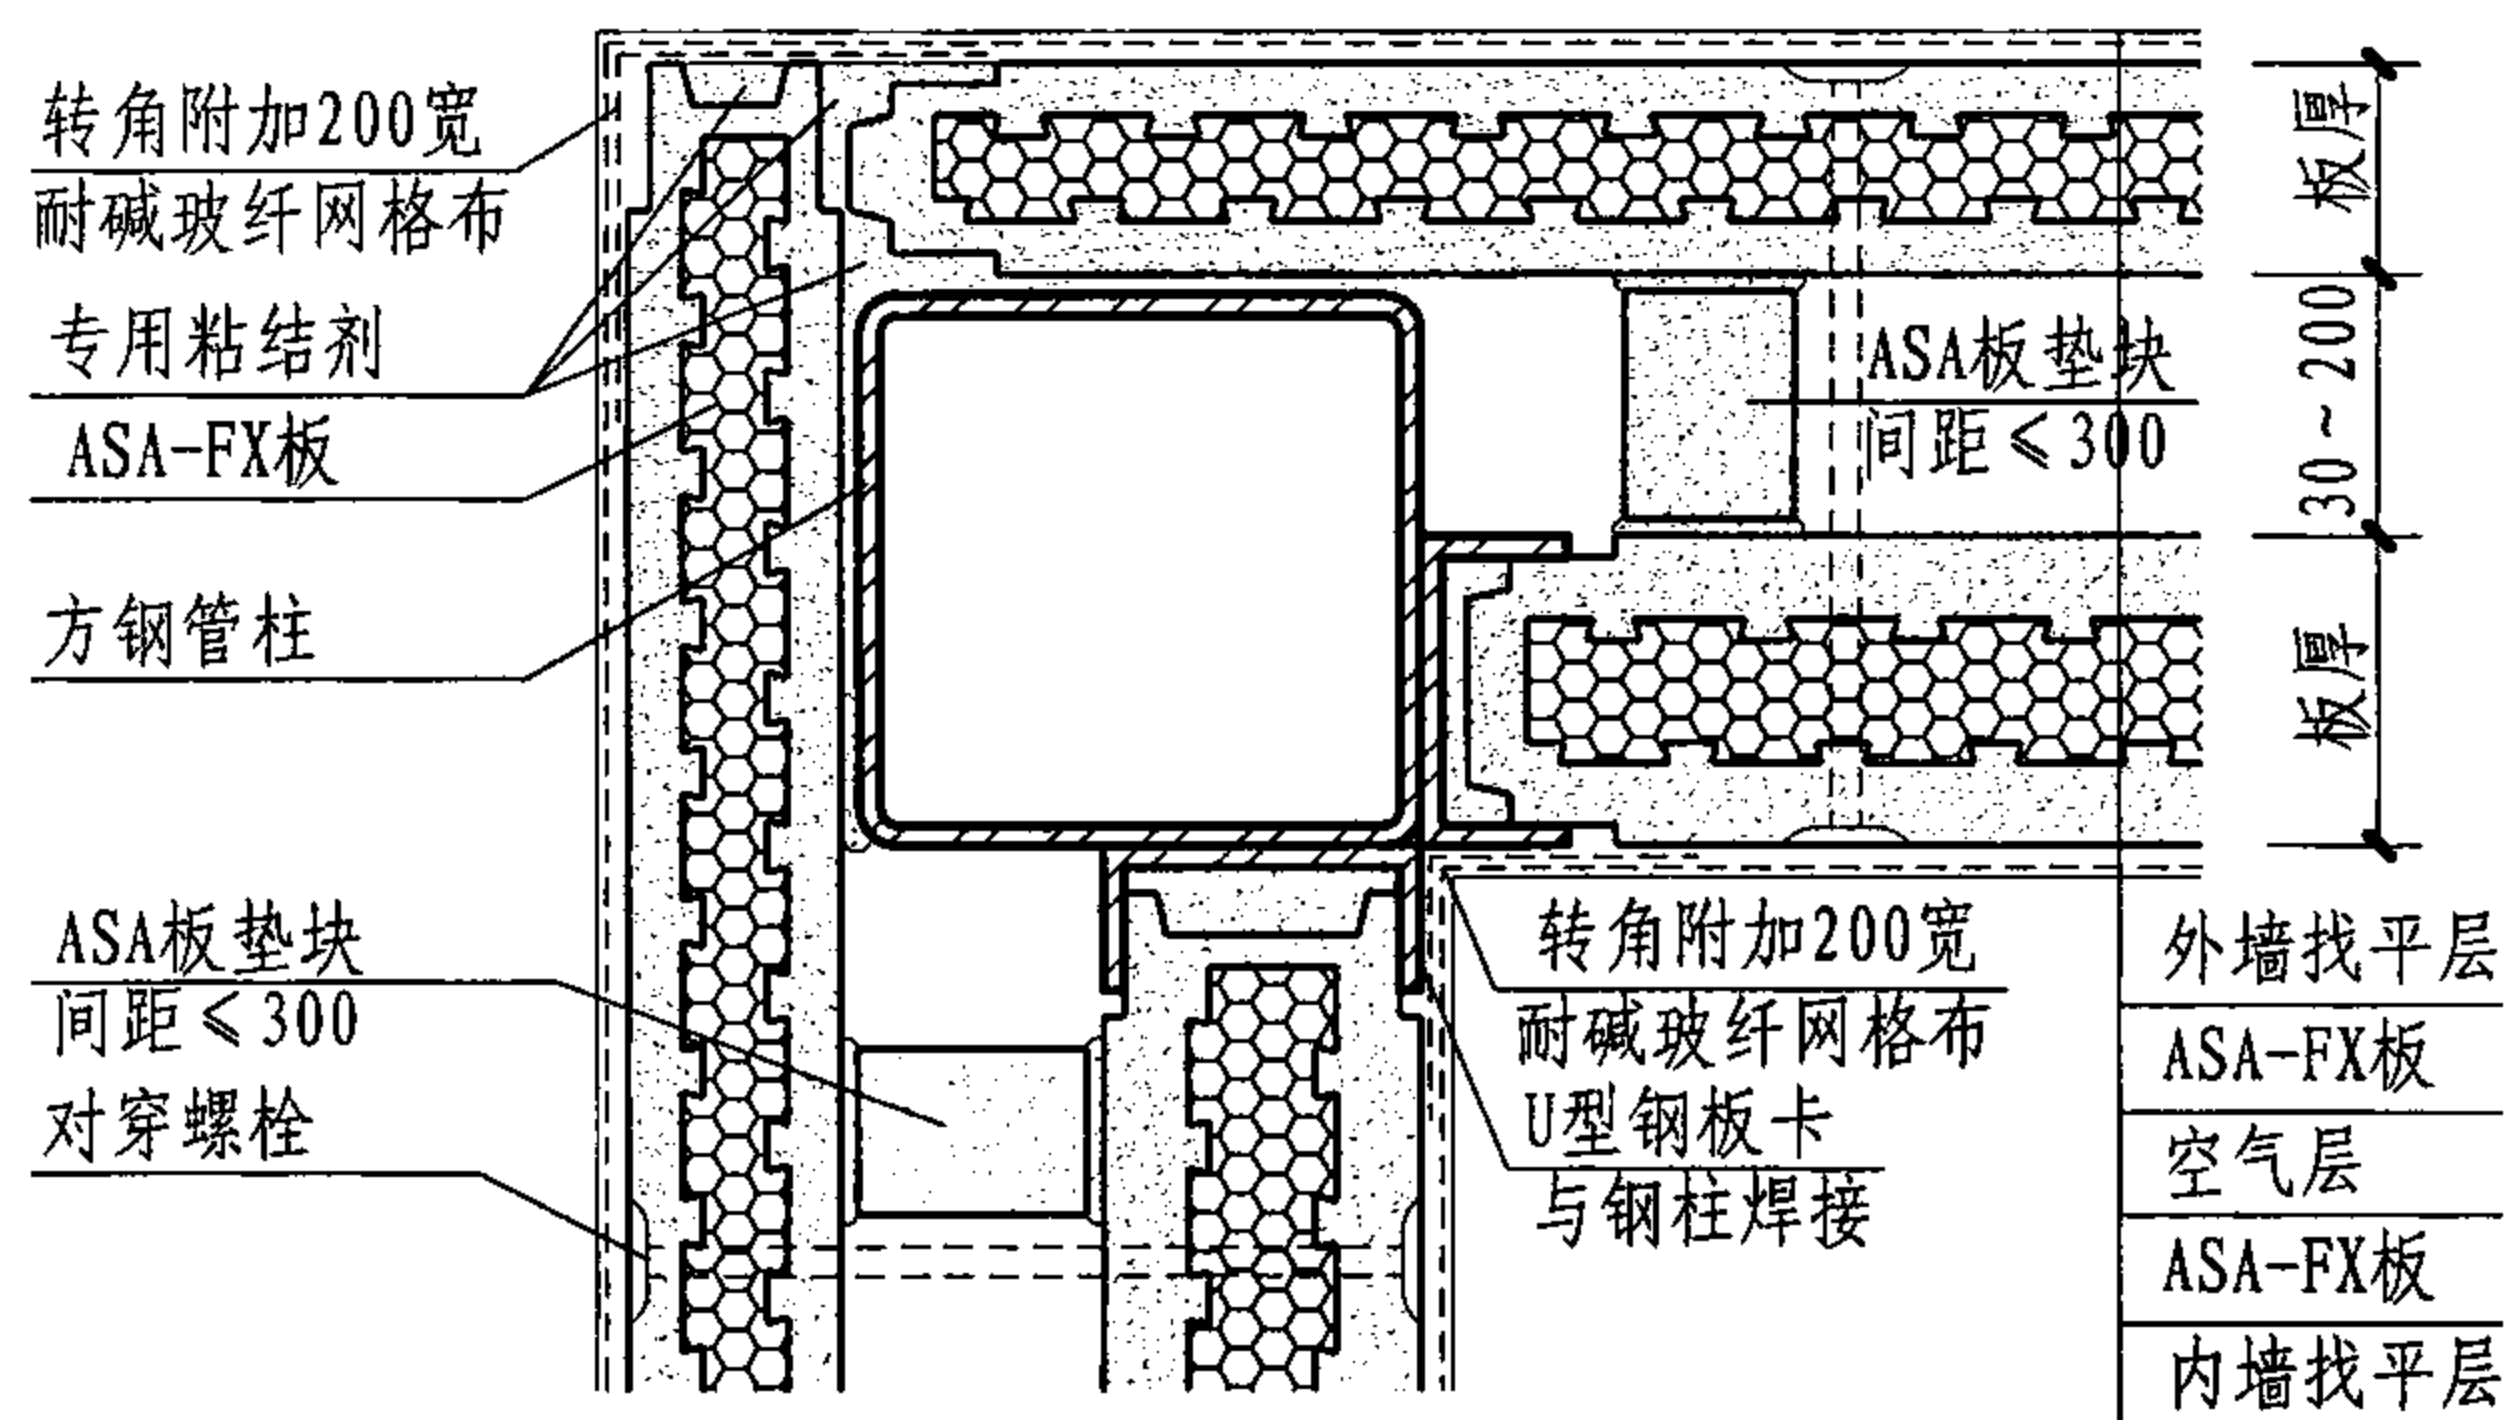 转角附加200宽
耐碱玻纤网格布
专用粘结剂
ASA-FX板
方钢管柱
ASA板垫块
间距≤300
对穿螺栓
ASA板垫块
间距≤300
板厚
30~200
板厚
转角附加200宽
耐碱玻纤网格布
U型钢板卡
与钢柱焊接
外墙找平层
ASA-FX板
空气层
ASA-FX板
内墙找平层